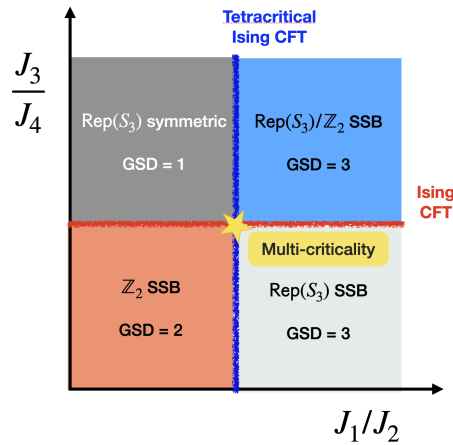 Tetracritical
Ising CFT
J₃
J₄
Rep(S₃) symmetric
GSD = 1
Rep(S₃)/ℤ₂ SSB
GSD = 3
Ising
CFT
Multi-criticality
ℤ₂ SSB
GSD = 2
Rep(S₃) SSB
GSD = 3
J₁/J₂